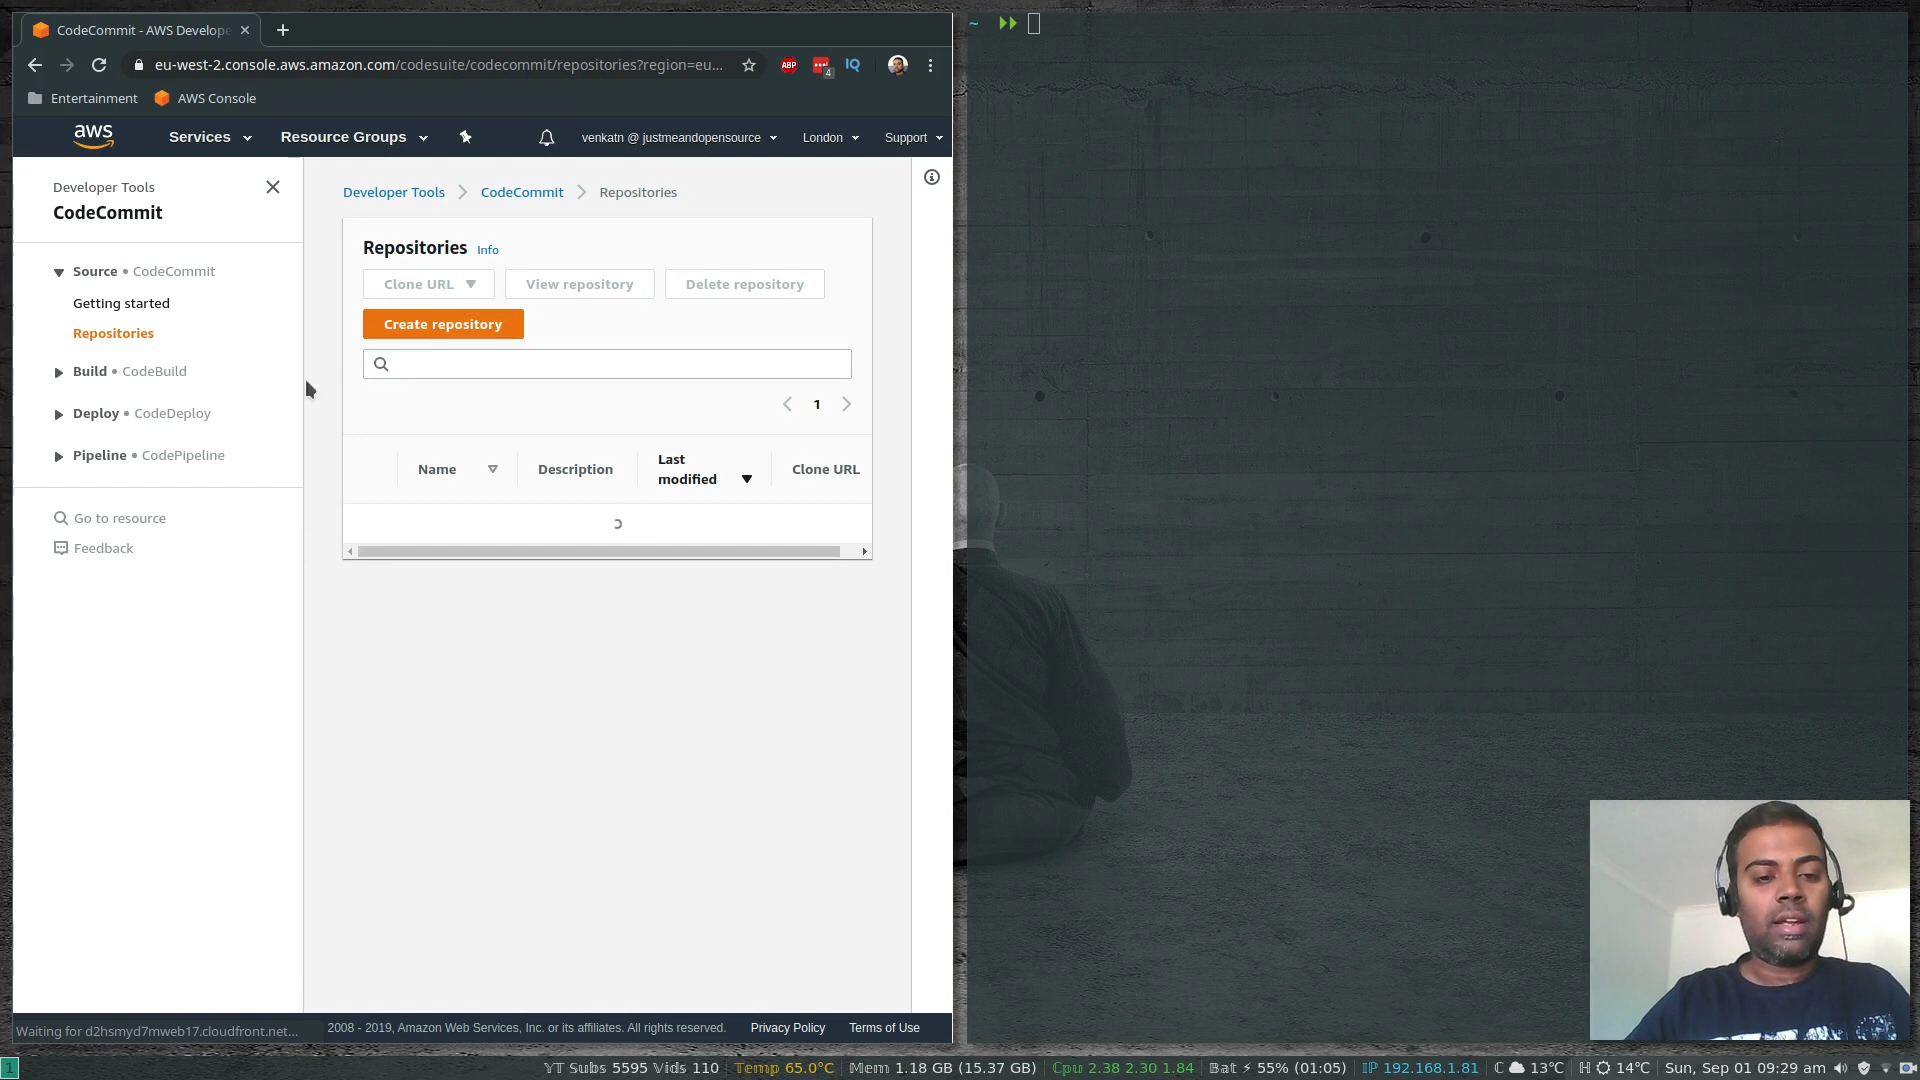 CodeCommit - AWS Develope
eu-west-2.console.aws.amazon.com/codesuite/codecommit/repositories?region=eu...
ABP
4
IQ
Entertainment
AWS Console
aws
Services
Resource Groups
venkatn @ justmeandopensource
London
Support
Developer Tools
CodeCommit
Source • CodeCommit
Getting started
Repositories
Build • CodeBuild
Deploy • CodeDeploy
Pipeline • CodePipeline
Go to resource
Feedback
Developer Tools
CodeCommit
Repositories
Repositories Info
Clone URL
View repository
Delete repository
Create repository
1
Name
Description
Last modified
Clone URL
Waiting for d2hsmyd7mweb17.cloudfront.net...
2008 - 2019, Amazon Web Services, Inc. or its affiliates. All rights reserved.
Privacy Policy
Terms of Use
~
1
YT Subs 5595 Vids 110
Temp 65.0°C
Mem 1.18 GB (15.37 GB)
Cpu 2.38 2.30 1.84
Bat ⚡ 55% (01:05)
IP 192.168.1.81
C 13°C
H 14°C
Sun, Sep 01 09:29 am